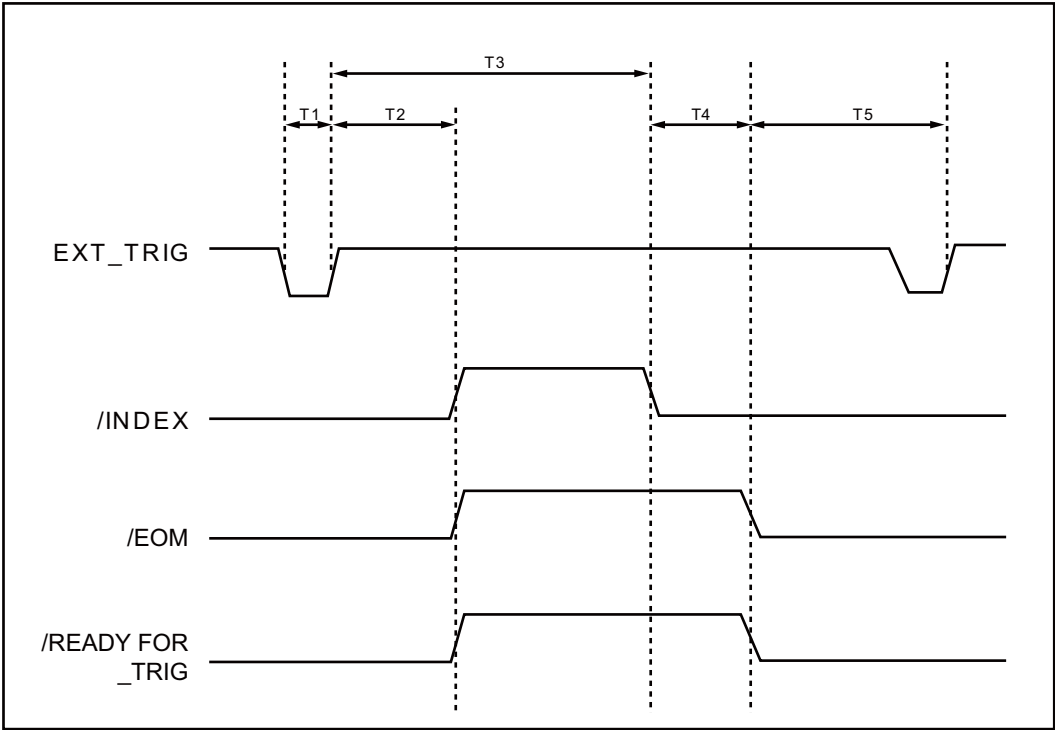 T3
T1
T2
T4
T5
EXT_TRIG
/INDEX
/EOM
/READY FOR
_TRIG